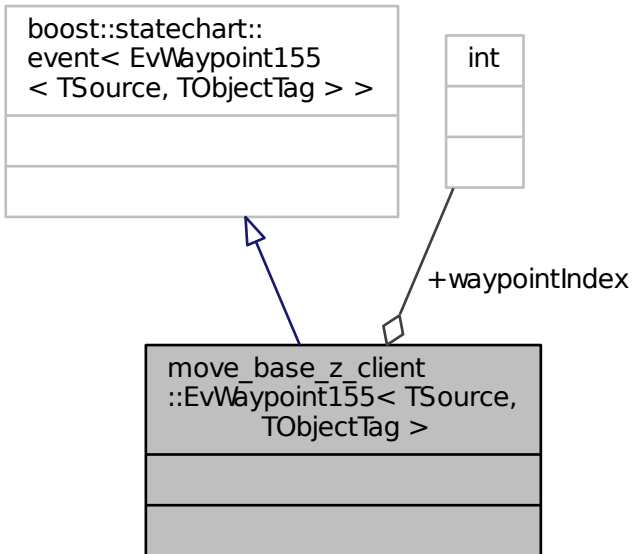 boost::statechart::
event< EvWaypoint155
< TSource, TObjectTag > >
int
+waypointIndex
move_base_z_client
::EvWaypoint155< TSource,
TObjectTag >